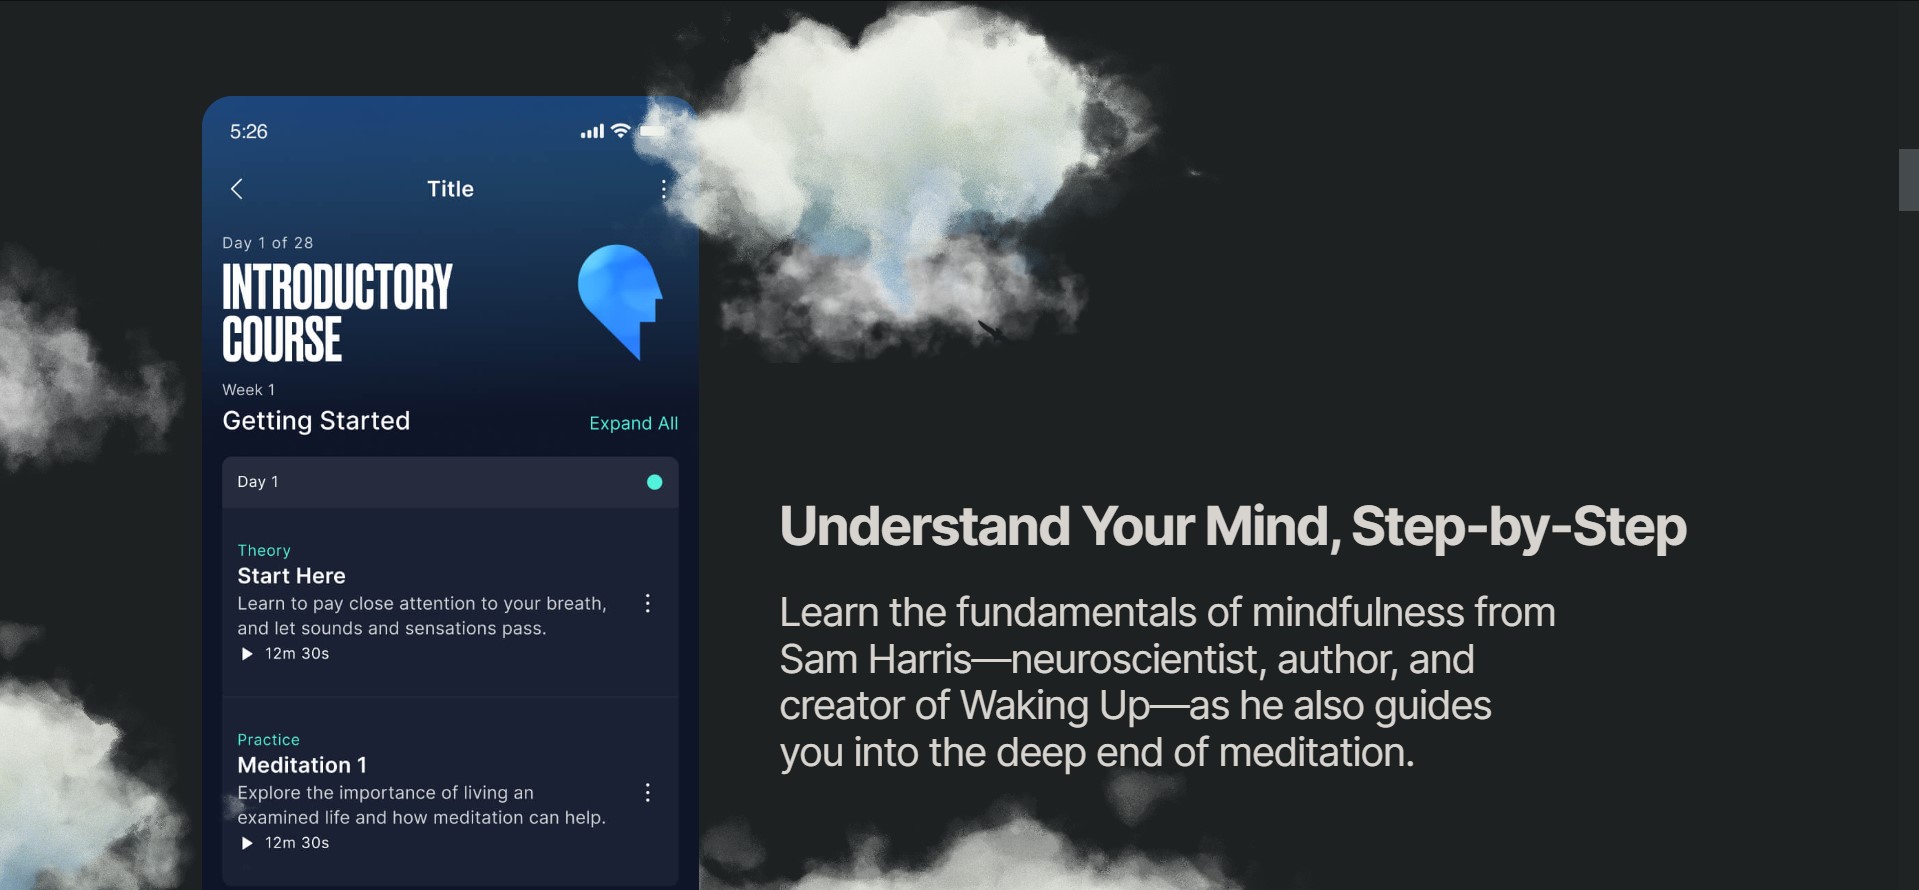 5:26
Title
Day 1 of 28
INTRODUCTORY
COURSE
Week 1
Getting Started
Expand All
Day 1
Theory
Start Here
Learn to pay close attention to your breath,
and let sounds and sensations pass.
12m 30s
Practice
Meditation 1
Explore the importance of living an
examined life and how meditation can help.
12m 30s
Understand Your Mind, Step-by-Step
Learn the fundamentals of mindfulness from
Sam Harris—neuroscientist, author, and
creator of Waking Up—as he also guides
you into the deep end of meditation.